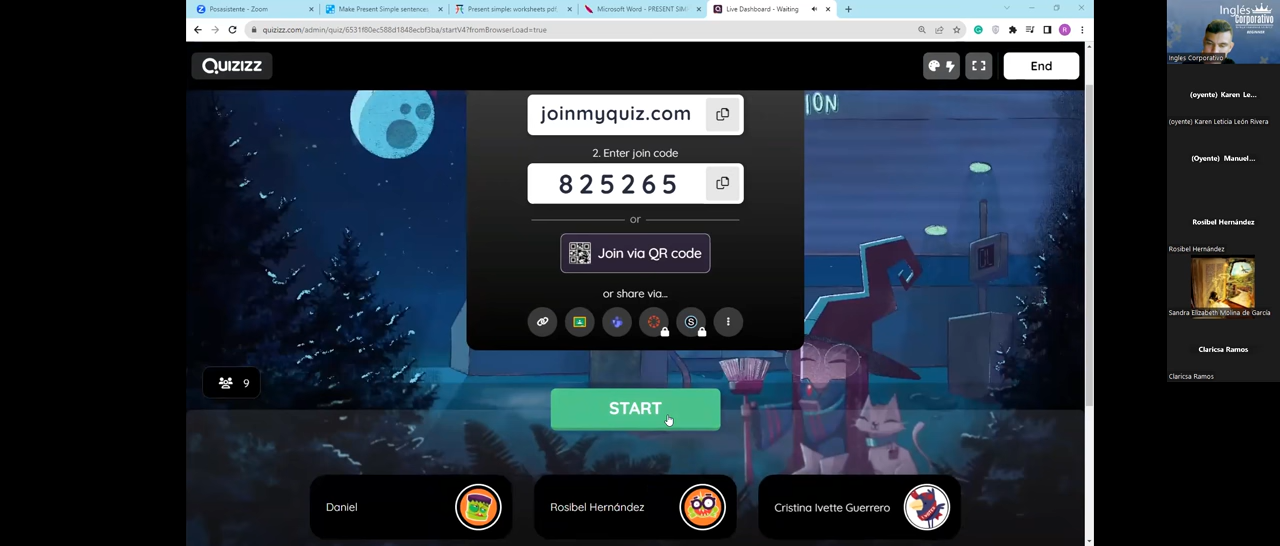 Posasistente - Zoom
Make Present Simple sentences
Present simple: worksheets pdf
Microsoft Word - PRESENT SIM
Live Dashboard - Waiting
quizizz.com/admin/quiz/6531f80ec588d1848ecbf3ba/startV4?fromBrowserLoad=true
R
Quizizz
End
ION
joinmyquiz.com
2. Enter join code
825265
or
Join via QR code
or share via...
S
9
START
Daniel
Rosibel Hernández
Cristina Ivette Guerrero
Inglés
Corporativo
BEGINNER
Ingles Corporativo
(oyente) Karen Le...
(oyente) Karen Leticia León Rivera
(Oyente) Manuel...
Rosibel Hernández
Rosibel Hernández
Sandra Elizabeth Molina de García
Claricsa Ramos
Claricsa Ramos